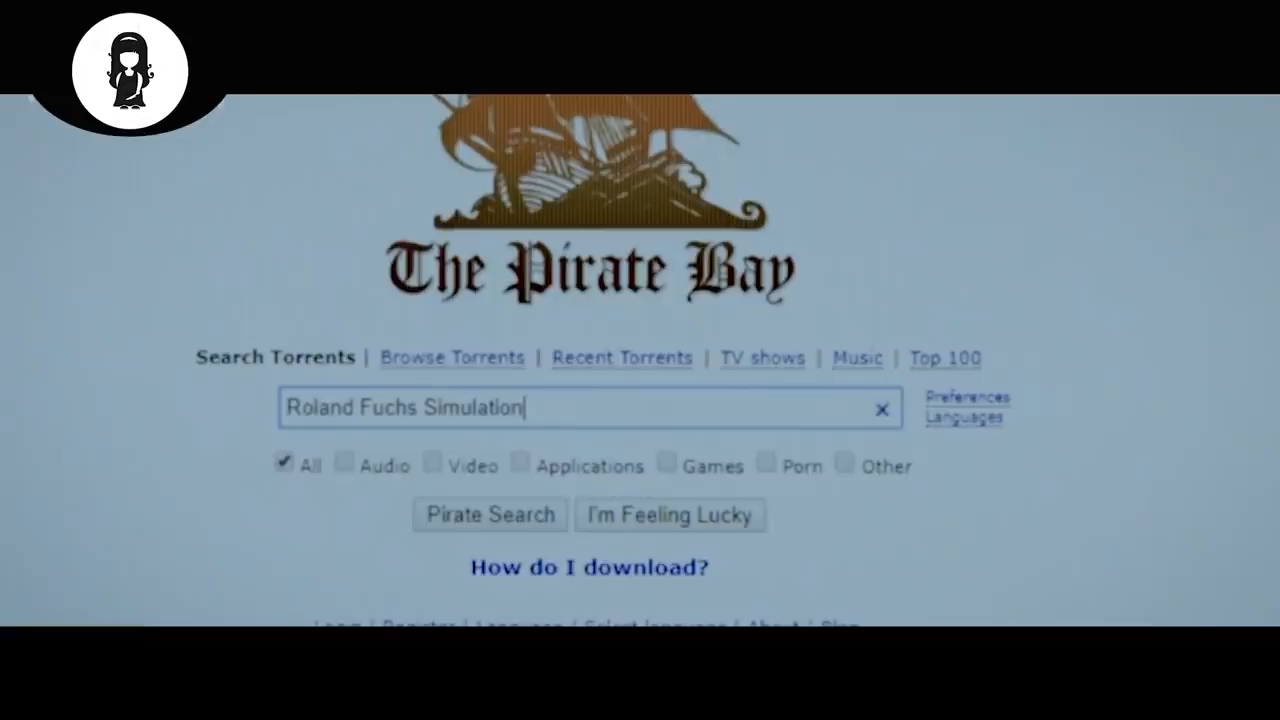 The Pirate Bay
Search Torrents | Browse Torrents | Recent Torrents | TV shows | Music | Top 100
Roland Fuchs Simulation
Preferences
Languages
All Audio Video Applications Games Porn Other
Pirate Search I'm Feeling Lucky
How do I download?